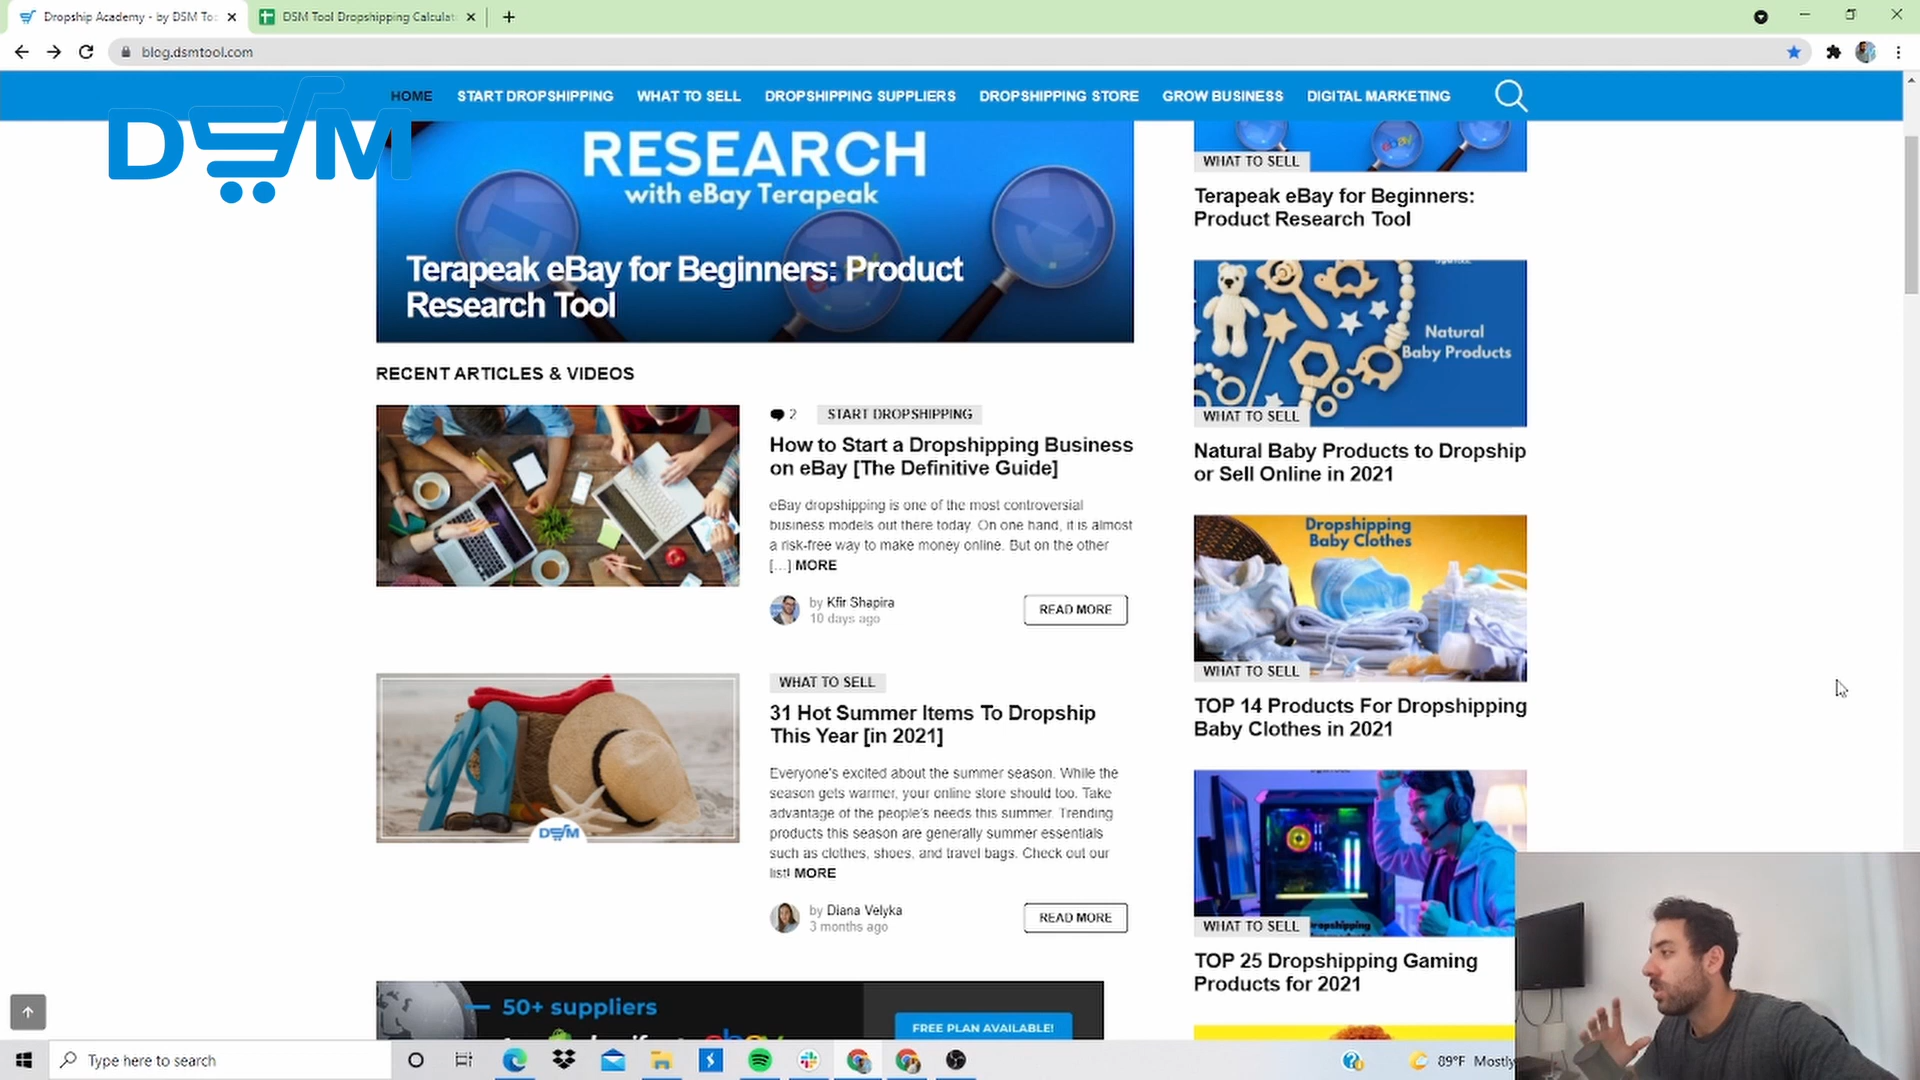 Dropship Academy - by DSM To
DSM Tool Dropshipping Calculat
blog.dsmtool.com
HOME
START DROPSHIPPING
WHAT TO SELL
DROPSHIPPING SUPPLIERS
DROPSHIPPING STORE
GROW BUSINESS
DIGITAL MARKETING
DSM
RESEARCH
with eBay Terapeak
Terapeak eBay for Beginners: Product
Research Tool
RECENT ARTICLES & VIDEOS
2
START DROPSHIPPING
How to Start a Dropshipping Business
on eBay [The Definitive Guide]
eBay dropshipping is one of the most controversial
business models out there today. On one hand, it is almost
a risk-free way to make money online. But on the other
[...] MORE
by Kfir Shapira
10 days ago
READ MORE
WHAT TO SELL
31 Hot Summer Items To Dropship
This Year [in 2021]
Everyone's excited about the summer season. While the
season gets warmer, your online store should too. Take
advantage of the people's needs this summer. Trending
products this season are generally summer essentials
such as clothes, shoes, and travel bags. Check out our
list! MORE
DSM
by Diana Velyka
3 months ago
READ MORE
50+ suppliers
FREE PLAN AVAILABLE!
ebay
WHAT TO SELL
Terapeak eBay for Beginners:
Product Research Tool
Natural
Baby Products
WHAT TO SELL
Natural Baby Products to Dropship
or Sell Online in 2021
Dropshipping
Baby Clothes
WHAT TO SELL
TOP 14 Products For Dropshipping
Baby Clothes in 2021
WHAT TO SELL
TOP 25 Dropshipping Gaming
Products for 2021
Type here to search
89°F Mostly